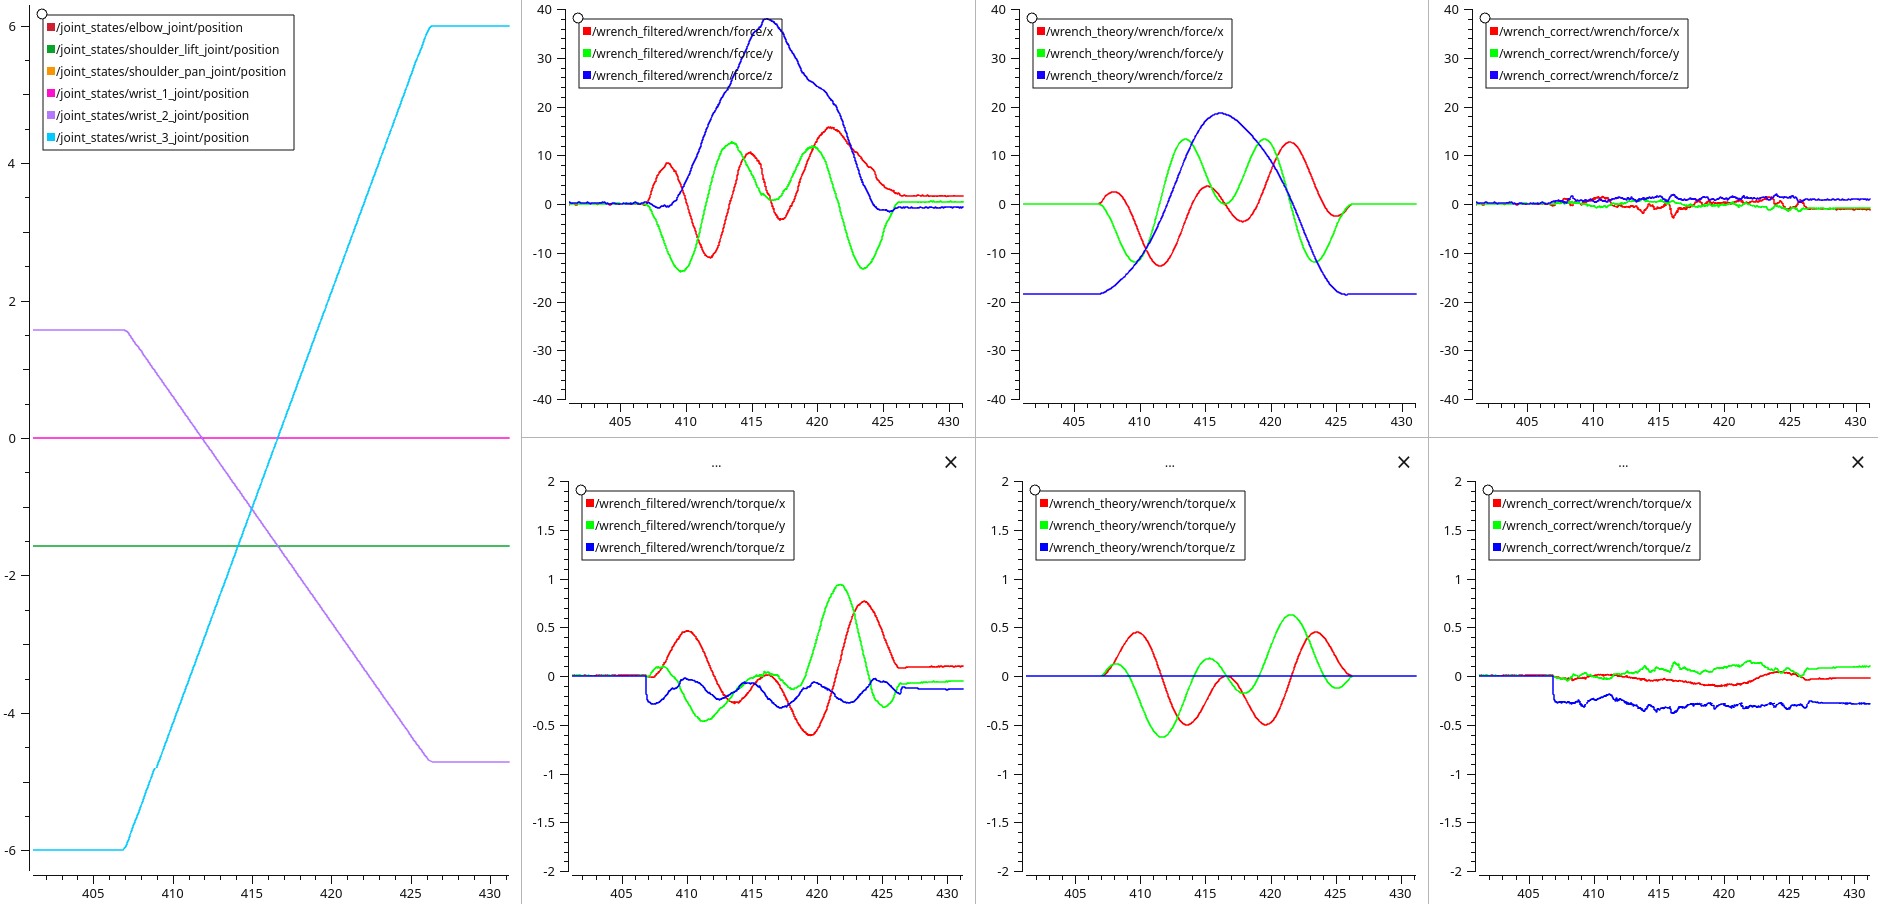 /joint_states/elbow_joint/position
/joint_states/shoulder_lift_joint/position
/joint_states/shoulder_pan_joint/position
/joint_states/wrist_1_joint/position
/joint_states/wrist_2_joint/position
/joint_states/wrist_3_joint/position
6
4
2
0
-2
-4
-6
405 410 415 420 425 430
/wrench_filtered/wrench/force/x
/wrench_filtered/wrench/force/y
/wrench_filtered/wrench/force/z
40
30
20
10
0
-10
-20
-30
-40
405 410 415 420 425 430
/wrench_theory/wrench/force/x
/wrench_theory/wrench/force/y
/wrench_theory/wrench/force/z
40
30
20
10
0
-10
-20
-30
-40
405 410 415 420 425 430
/wrench_correct/wrench/force/x
/wrench_correct/wrench/force/y
/wrench_correct/wrench/force/z
40
30
20
10
0
-10
-20
-30
-40
405 410 415 420 425 430
...
/wrench_filtered/wrench/torque/x
/wrench_filtered/wrench/torque/y
/wrench_filtered/wrench/torque/z
2
1.5
1
0.5
0
-0.5
-1
-1.5
-2
405 410 415 420 425 430
...
/wrench_theory/wrench/torque/x
/wrench_theory/wrench/torque/y
/wrench_theory/wrench/torque/z
2
1.5
1
0.5
0
-0.5
-1
-1.5
-2
405 410 415 420 425 430
...
/wrench_correct/wrench/torque/x
/wrench_correct/wrench/torque/y
/wrench_correct/wrench/torque/z
2
1.5
1
0.5
0
-0.5
-1
-1.5
-2
405 410 415 420 425 430